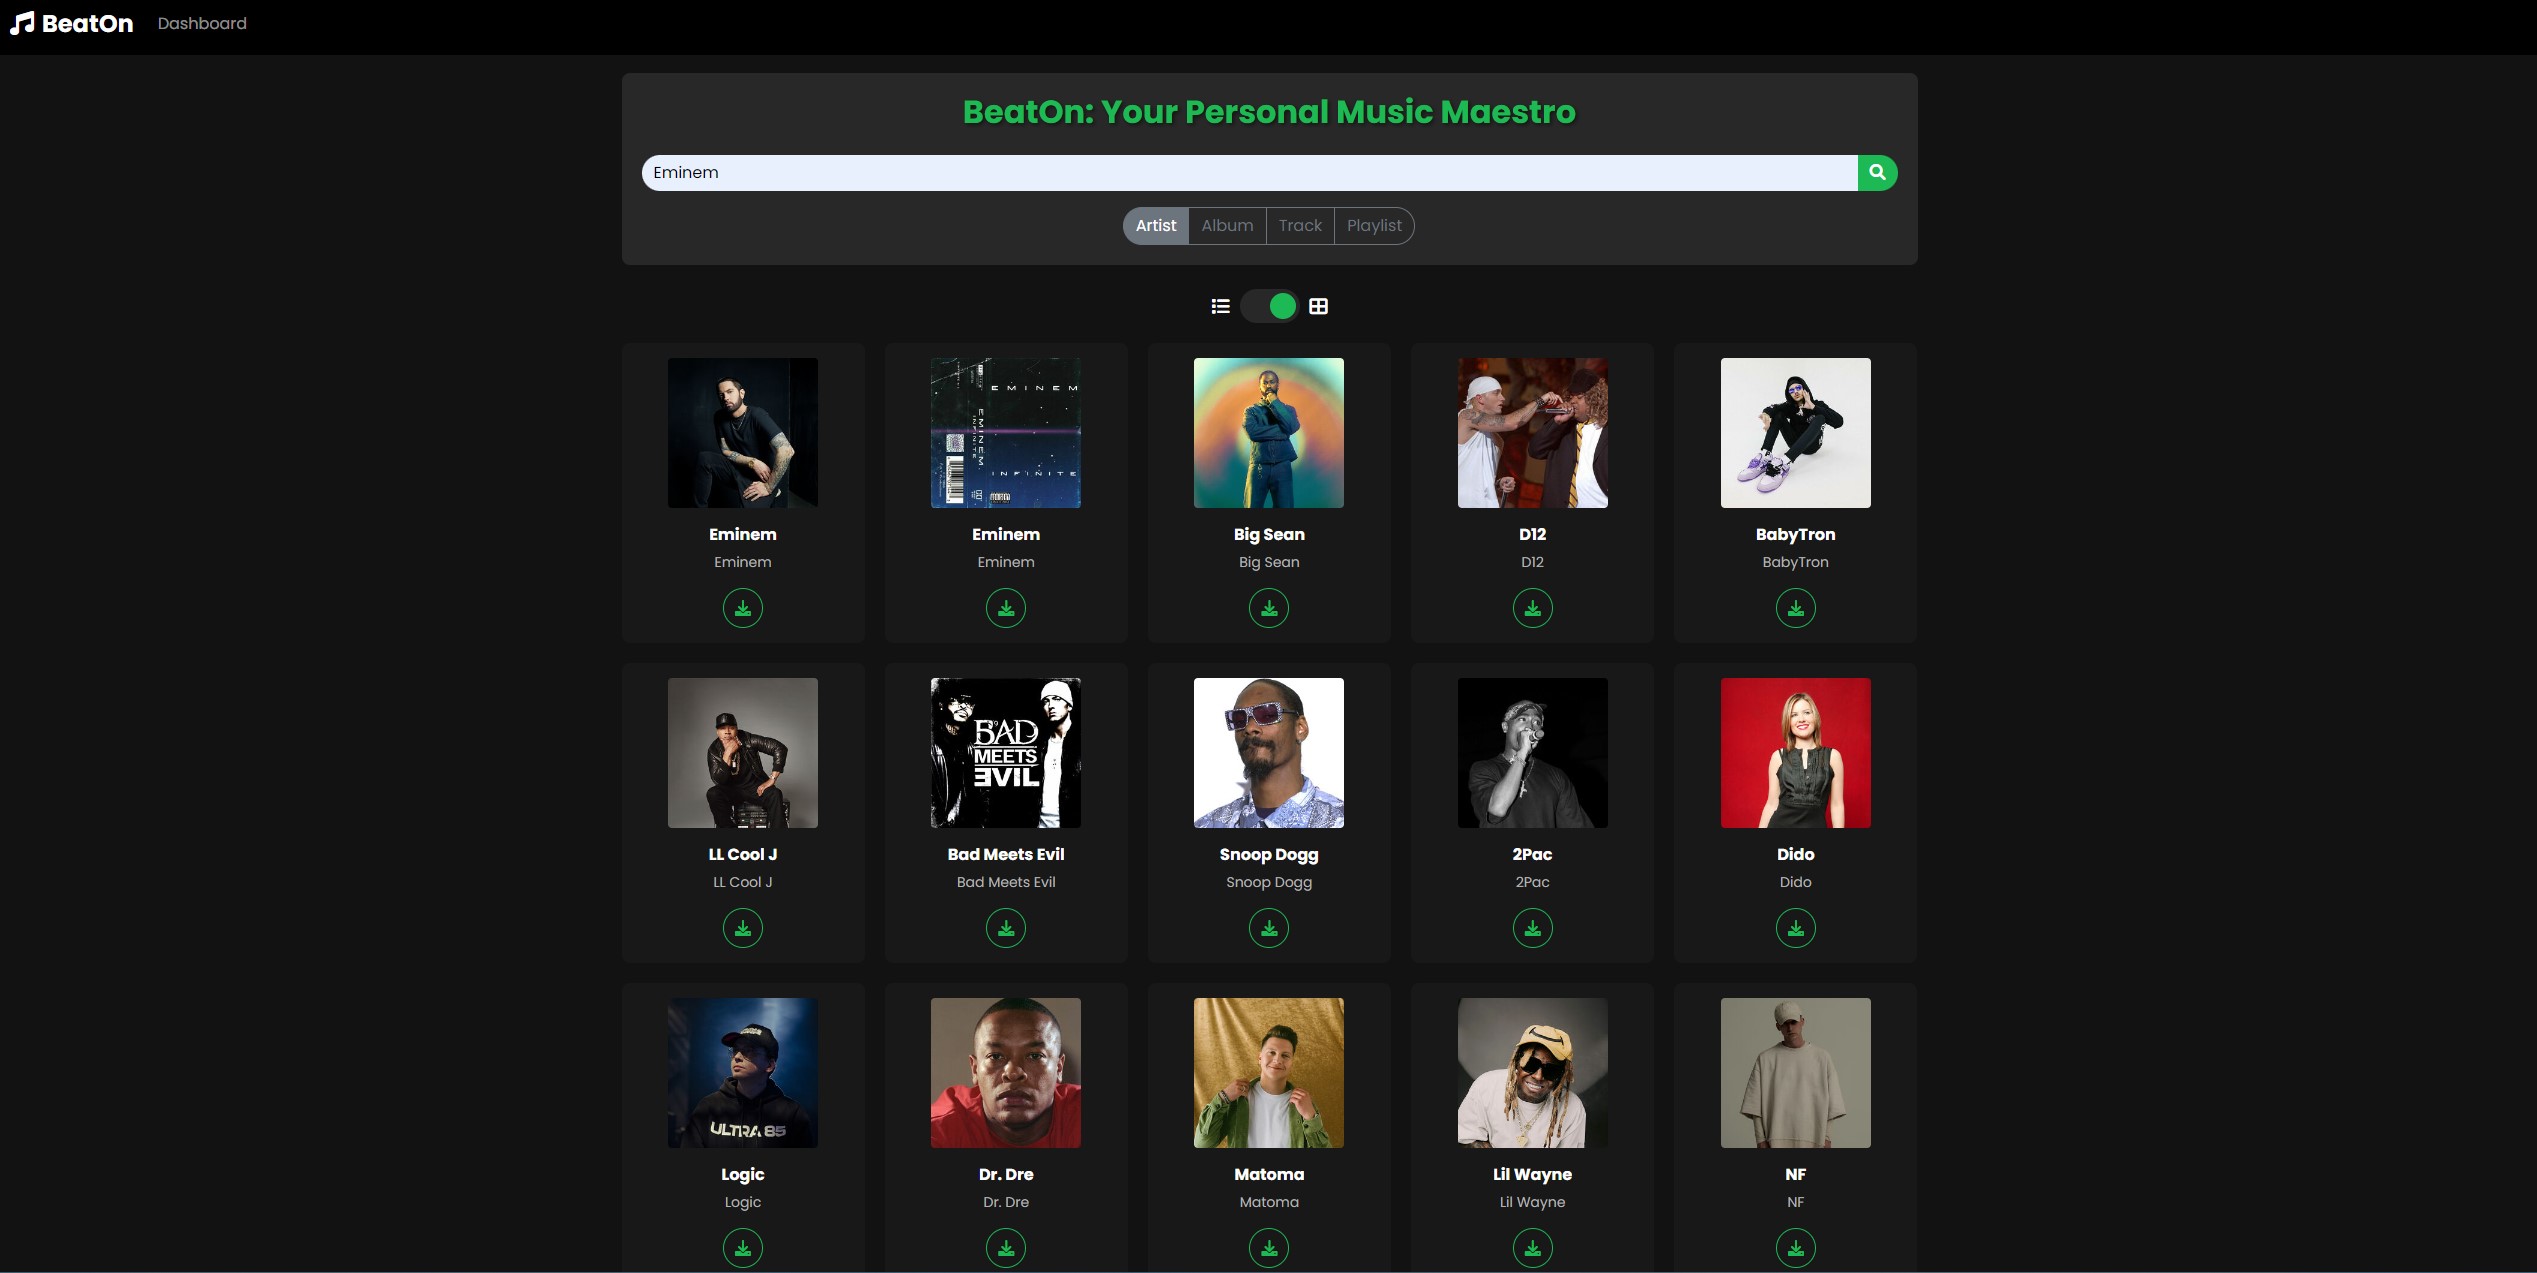 BeatOn Dashboard
BeatOn: Your Personal Music Maestro
Eminem
Artist Album Track Playlist
EMINEM
EMINEM
INFINITE
INFINITE
Eminem Eminem Big Sean D12 BabyTron
Eminem Eminem Big Sean D12 BabyTron
BAD
MEETS
EVIL
LL Cool J Bad Meets Evil Snoop Dogg 2Pac Dido
LL Cool J Bad Meets Evil Snoop Dogg 2Pac Dido
ULTRA 85
Logic Dr. Dre Matoma Lil Wayne NF
Logic Dr. Dre Matoma Lil Wayne NF